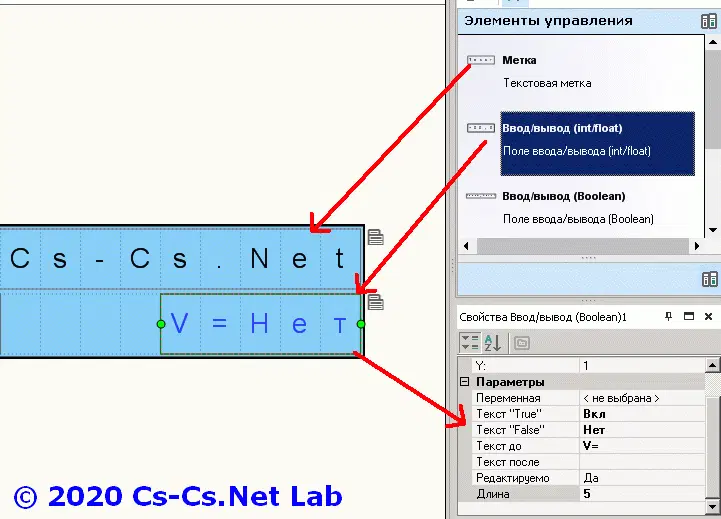 Элементы управления
Метка
Текстовая метка
Ввод/вывод (int/float)
Поле ввода/вывода (int/float)
Ввод/вывод (Boolean)
Поле ввода/вывода (Boolean)
Cs-Cs.Net
V=Нет
Свойства Ввод/вывод (Boolean)1
Y: 1
Параметры
Переменная < не выбрана >
Текст "True" Вкл
Текст "False" Нет
Текст до V=
Текст после
Редактируемо Да
Длина 5
© 2020 Cs-Cs.Net Lab